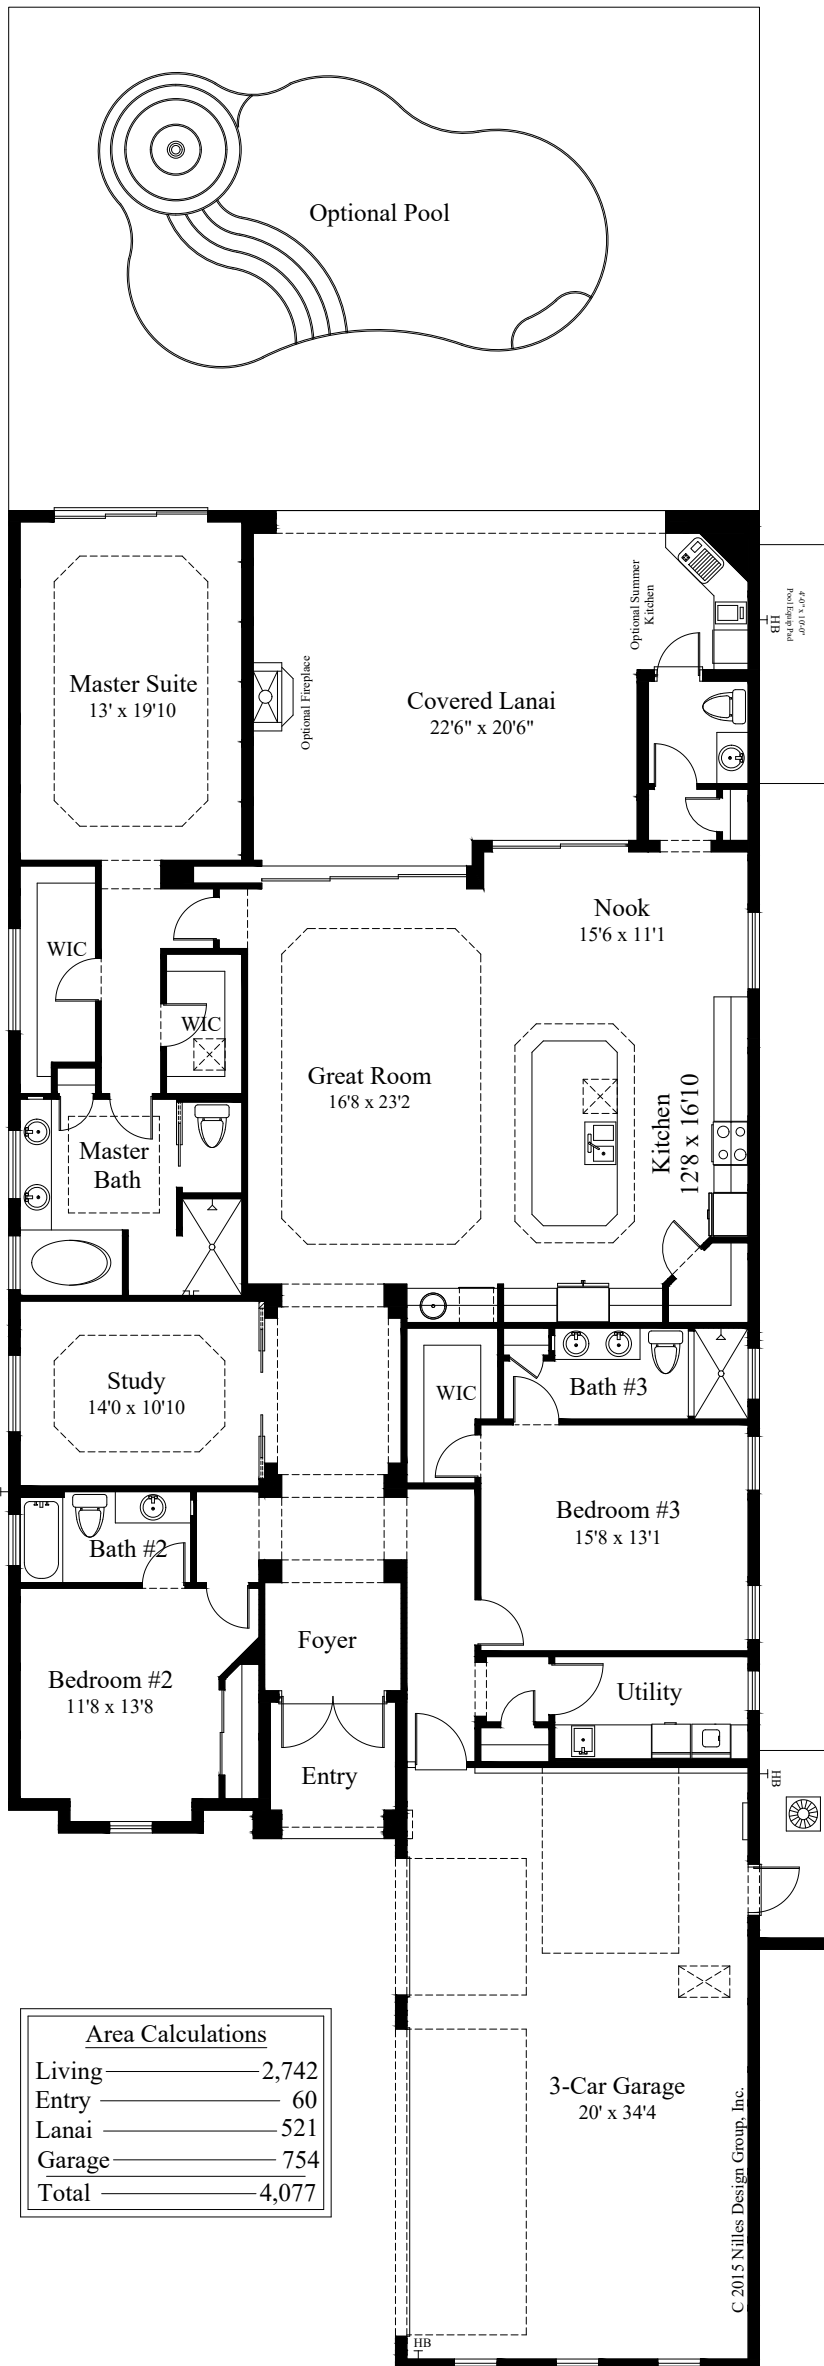 Optional Pool
4'-0" x 10-0"
Pool Equip Pad
HB
Optional Summer
Kitchen
Master Suite
13' x 19'10
Optional Fireplace
Covered Lanai
22'6" x 20'6"
Nook
15'6 x 11'1
WIC
WIC
Great Room
16'8 x 23'2
Kitchen
12'8 x 16'10
Master
Bath
Study
14'0 x 10'10
WIC
Bath #3
Bedroom #3
15'8 x 13'1
Bath #2
Foyer
Bedroom #2
11'8 x 13'8
Utility
Entry
HB
Area Calculations
Living 2,742
Entry 60
Lanai 521
Garage 754
Total 4,077
3-Car Garage
20' x 34'4
C 2015 Nilles Design Group, Inc.
HB